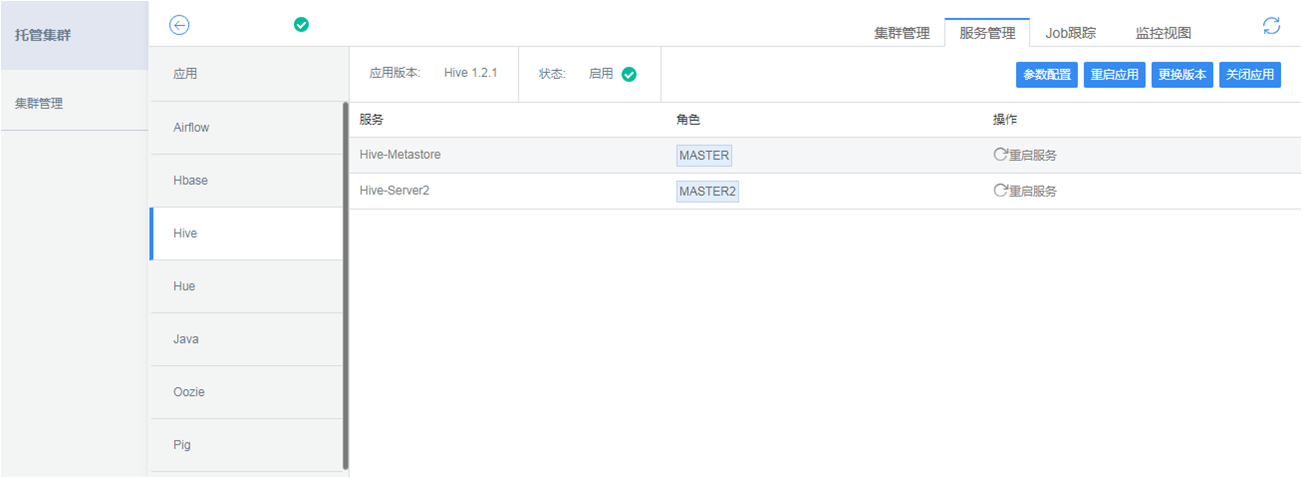 托管集群
集群管理
集群管理 服务管理 Job跟踪 监控视图
应用
Airflow
Hbase
Hive
Hue
Java
Oozie
Pig
应用版本: Hive 1.2.1 状态: 启用
参数配置 重启应用 更换版本 关闭应用
服务 角色 操作
Hive-Metastore MASTER 重启服务
Hive-Server2 MASTER2 重启服务